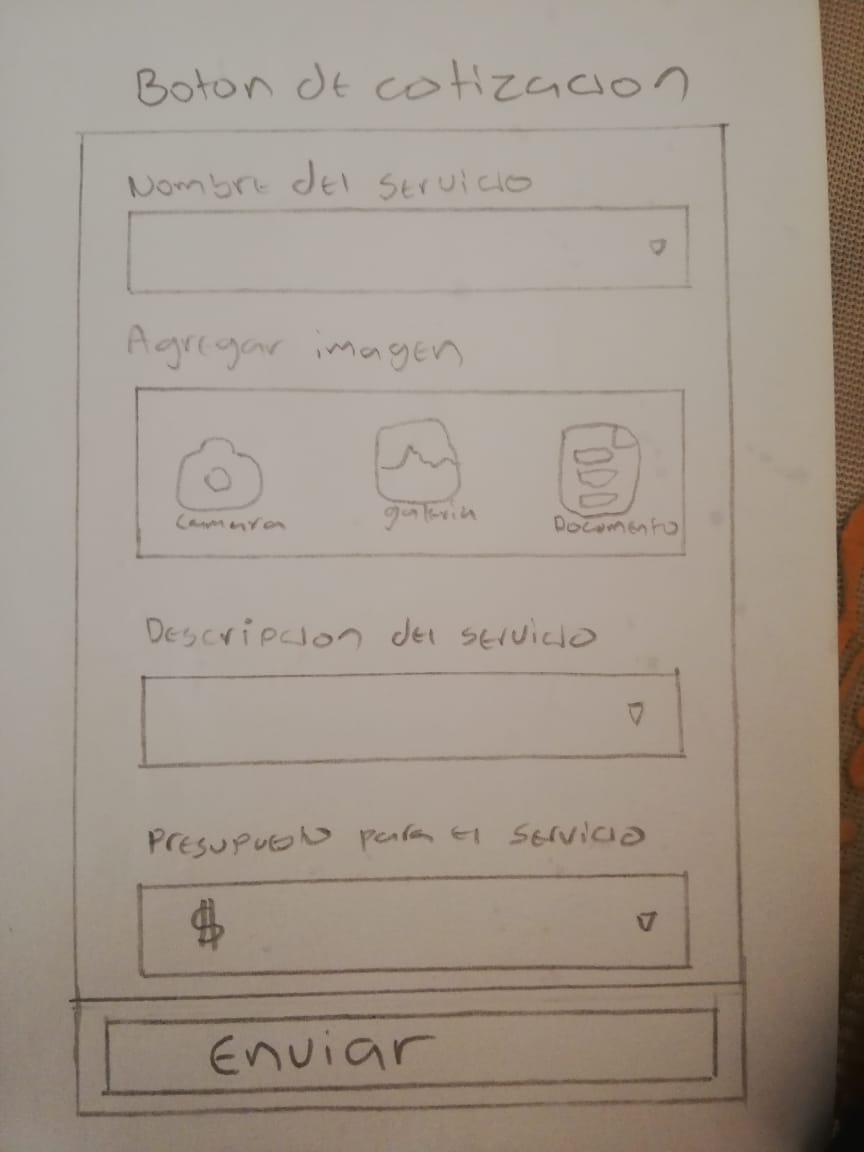 Boton de cotizacion
Nombre del servicio
Agregar imagen
camara galeria Documento
Descripcion del servicio
Presupuesto para el servicio
$
Enviar